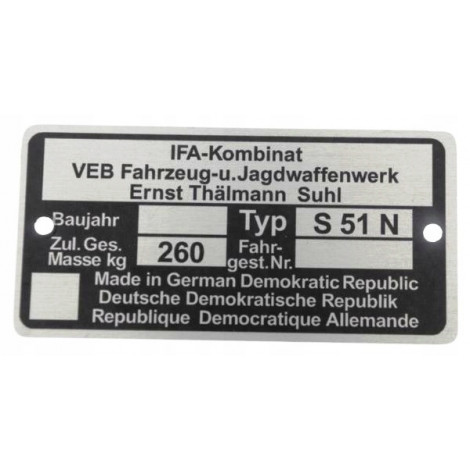 IFA-Kombinat
VEB Fahrzeug-u.Jagdwaffenwerk
Ernst Thälmann Suhl
Baujahr Typ S 51 N
Zul. Ges. Masse kg 260 Fahr-gest.Nr.
Made in German Democratic Republic
Deutsche Demokratische Republik
Republique Democratique Allemande